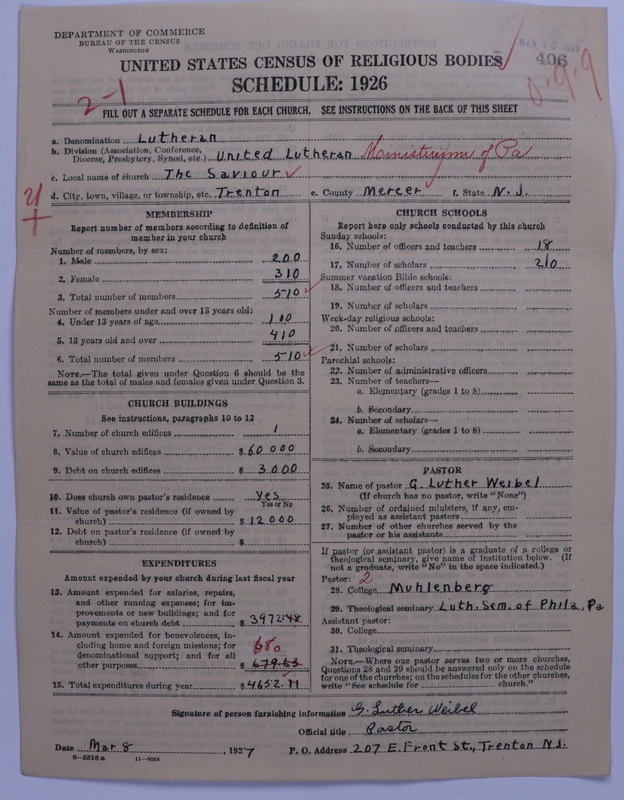 DEPARTMENT OF COMMERCE
BUREAU OF THE CENSUS
WASHINGTON
406
UNITED STATES CENSUS OF RELIGIOUS BODIES
SCHEDULE: 1926
0.9.9
2-1
FILL OUT A SEPARATE SCHEDULE FOR EACH CHURCH. SEE INSTRUCTIONS ON THE BACK OF THIS SHEET
a. Denomination Lutheran
b. Division (Association, Conference, Diocese, Presbytery, Synod, etc.) United Lutheran Ministerium of Pa
c. Local name of church The Saviour
d. City, town, village, or township, etc. Trenton e. County Mercer f. State N.J.
MEMBERSHIP
Report number of members according to definition of
member in your church
Number of members, by sex:
1. Male 200
2. Female 310
3. Total number of members 510
Number of members under and over 13 years old:
4. Under 13 years of age 100
5. 13 years old and over 410
6. Total number of members 510
NOTE.—The total given under Question 6 should be the
same as the total of males and females given under Question 3.
CHURCH BUILDINGS
See instructions, paragraphs 10 to 12
7. Number of church edifices 1
8. Value of church edifices $60000
9. Debt on church edifices $ 3000
10. Does church own pastor's residence Yes
Yes or No
11. Value of pastor's residence (if owned by
church) $12000
12. Debt on pastor's residence (if owned by
church) $
EXPENDITURES
Amount expended by your church during last fiscal year
13. Amount expended for salaries, repairs,
and other running expenses; for im-
provements or new buildings; and for
payments on church debt $ 3972.48
14. Amount expended for benevolences, in-
cluding home and foreign missions; for
denominational support; and for all
other purposes 680 $ 679.63
15. Total expenditures during year $4652.11
CHURCH SCHOOLS
Report here only schools conducted by this church
Sunday schools:
16. Number of officers and teachers 18
17. Number of scholars 210
Summer vacation Bible schools:
18. Number of officers and teachers
19. Number of scholars
Week-day religious schools:
20. Number of officers and teachers
21. Number of scholars
Parochial schools:
22. Number of administrative officers
23. Number of teachers—
a. Elementary (grades 1 to 8)
b. Secondary
24. Number of scholars—
a. Elementary (grades 1 to 8)
b. Secondary
PASTOR
25. Name of pastor G. Luther Weibel
(If church has no pastor, write "None")
26. Number of ordained ministers, if any, em-
ployed as assistant pastors
27. Number of other churches served by the
pastor or his assistants
If pastor (or assistant pastor) is a graduate of a college or
theological seminary, give name of institution below. (If
not a graduate, write "No" in the space indicated.)
Pastor: 2
28. College Muhlenberg
29. Theological seminary Luth. Sem. of Phila, Pa
Assistant pastor:
30. College
31. Theological seminary
NOTE.—Where one pastor serves two or more churches,
Questions 28 and 29 should be answered only on the schedule
for one of the churches; on the schedules for the other churches,
write "See schedule for church."
Signature of person furnishing information G. Luther Weibel
Official title Pastor
Date Mar 8, 1927 P. O. Address 207 E. Front St., Trenton N.J.
8—5518a 11—9054